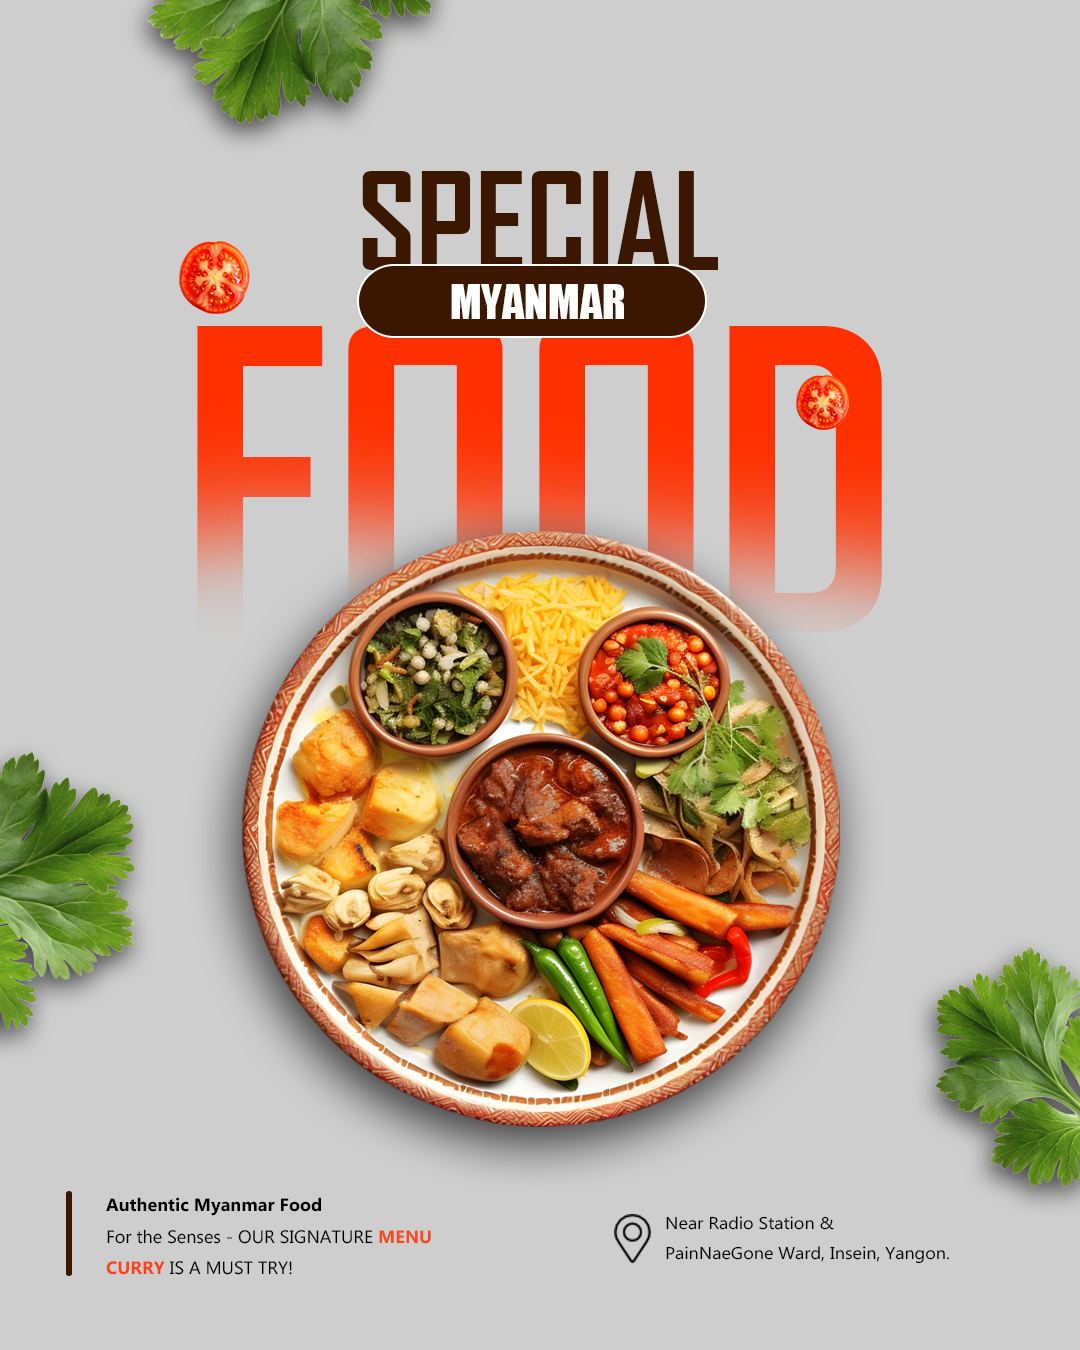 SPECIAL
MYANMAR
FOOD
Authentic Myanmar Food
For the Senses - OUR SIGNATURE MENU
CURRY IS A MUST TRY!
Near Radio Station &
PainNaeGone Ward, Insein, Yangon.